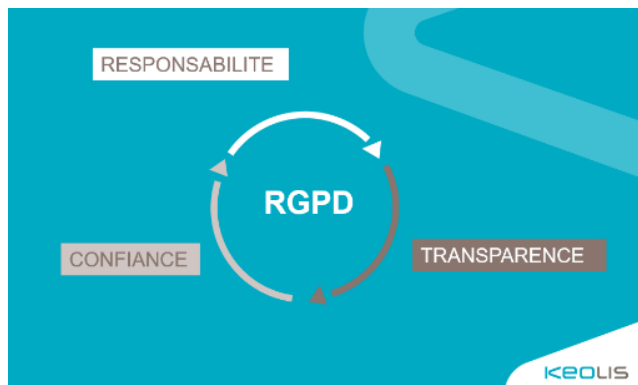 RESPONSABILITE
RGPD
CONFIANCE
TRANSPARENCE
KEOLIS